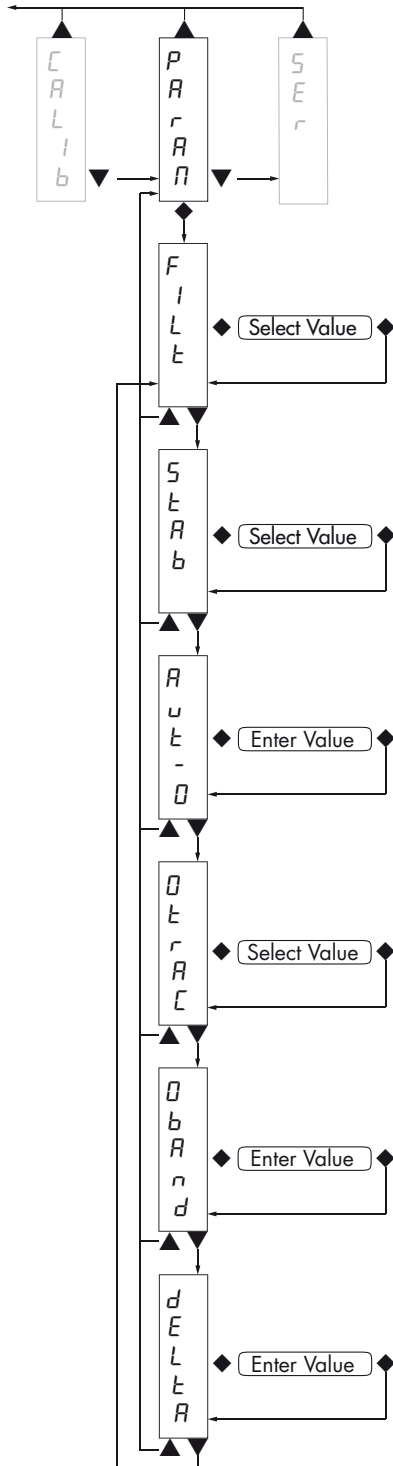 CALIb
PArAM
SEr
FILt
Select Value
StAb
Select Value
Aut-0
Enter Value
0trAC
Select Value
0bAnd
Enter Value
dELtA
Enter Value